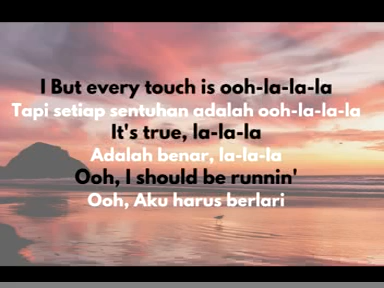 I But every touch is ooh-la-la-la
Tapi setiap sentuhan adalah ooh-la-la-la
It's true, la-la-la
Adalah benar, la-la-la
Ooh, I should be runnin'
Ooh, Aku harus berlari